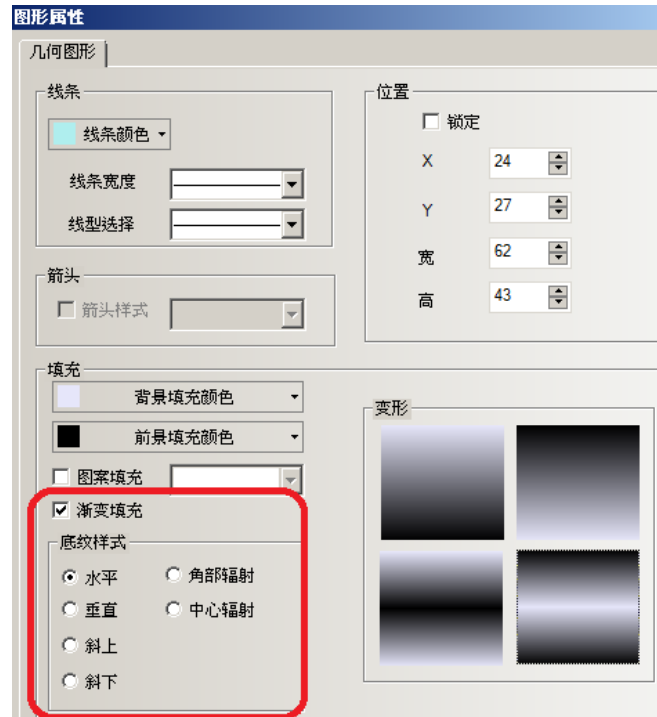 图形属性
几何图形
线条
线条颜色
线条宽度
线型选择
位置
锁定
X 24
Y 27
宽 62
高 43
箭头
箭头样式
填充
背景填充颜色
前景填充颜色
图案填充
渐变填充
底纹样式
水平 角部辐射
垂直 中心辐射
斜上
斜下
变形